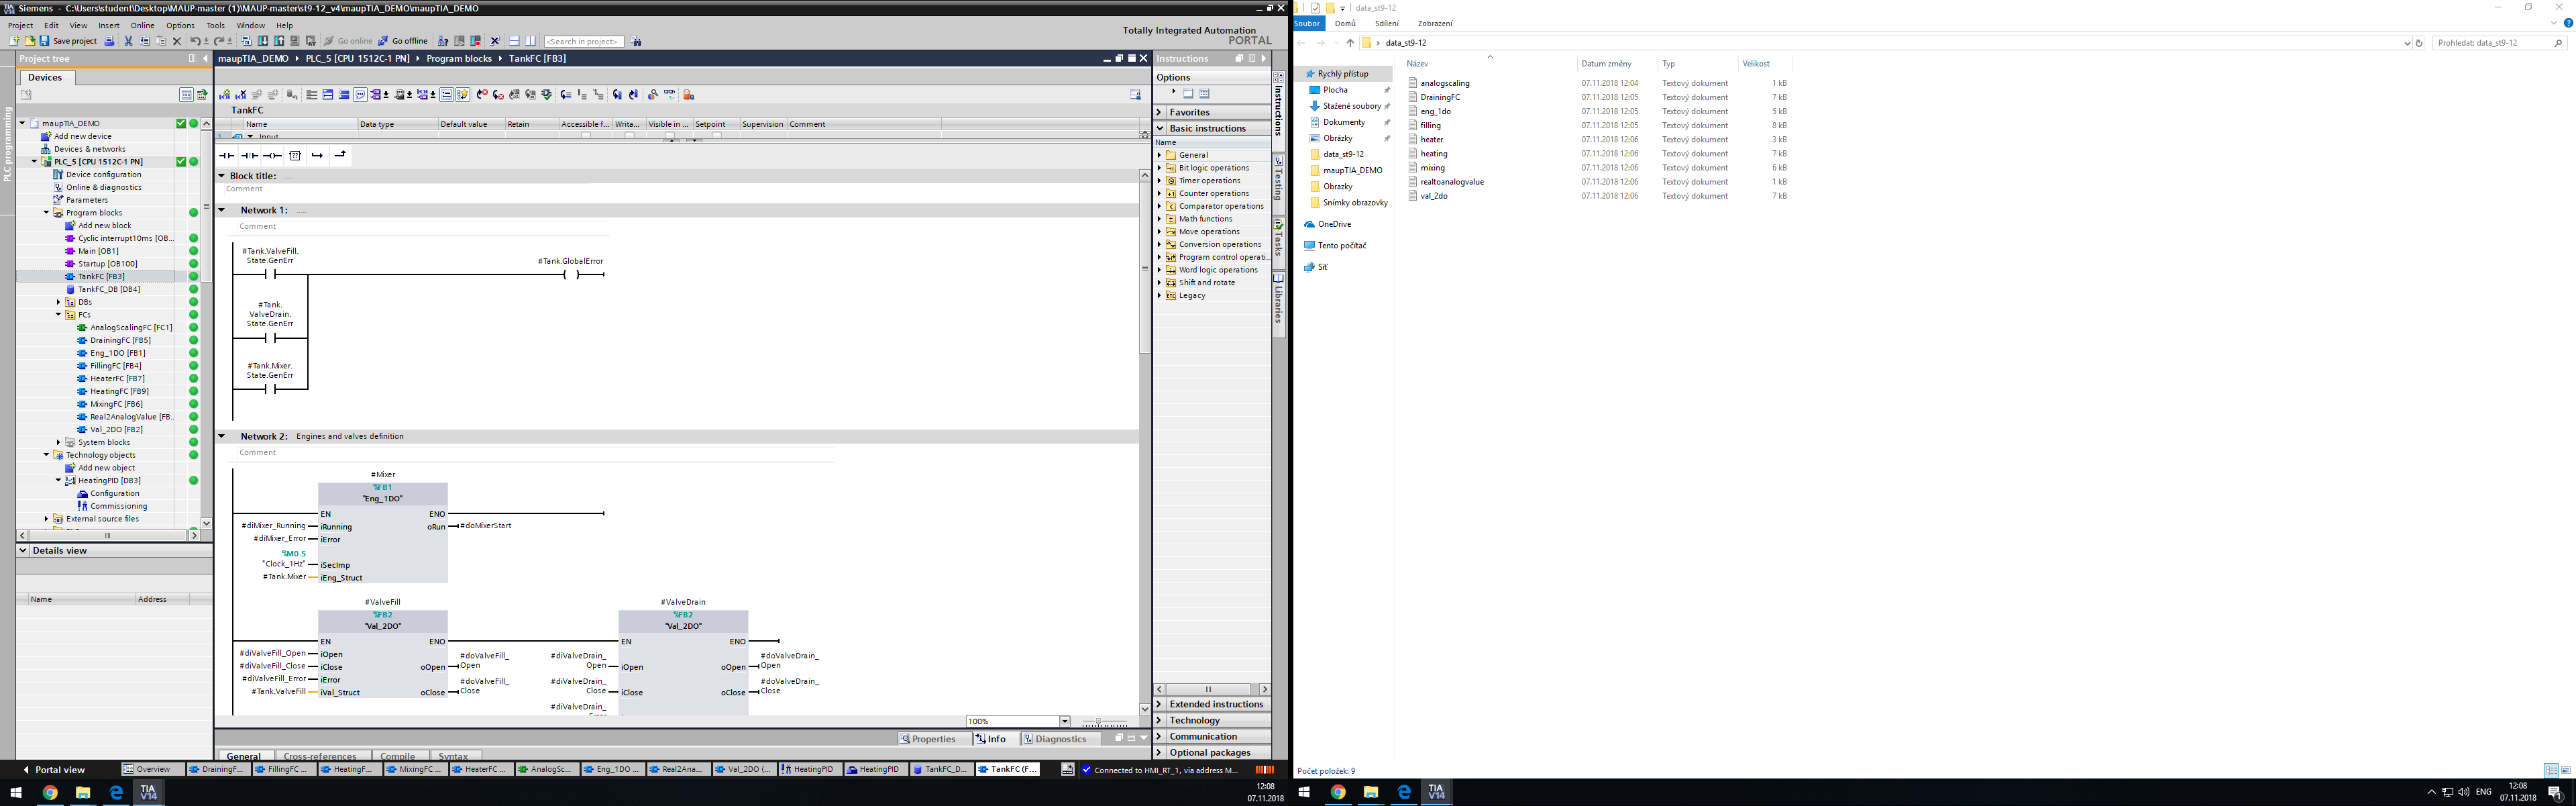 Siemens - C:\Users\student\Desktop\MAUP-master (1)\MAUP-master\st9-12_v4\maupTIA_DEMO\maupTIA_DEMO
Project Edit View Insert Online Options Tools Window Help
Totally Integrated Automation
PORTAL
Save project
Go online
Go offline
<Search in project>
Project tree
Devices
PLC programming
maupTIA_DEMO
Add new device
Devices & networks
PLC_5 [CPU 1512C-1 PN]
Device configuration
Online & diagnostics
Parameters
Program blocks
Add new block
Cyclic interrupt10ms [OB...
Main [OB1]
Startup [OB100]
TankFC [FB3]
TankFC_DB [DB4]
DBs
FCs
AnalogScalingFC [FC1]
DrainingFC [FB5]
Eng_1DO [FB1]
FillingFC [FB4]
HeaterFC [FB7]
HeatingFC [FB9]
MixingFC [FB6]
Real2AnalogValue [FB...
Val_2DO [FB2]
System blocks
Technology objects
Add new object
HeatingPID [DB3]
Configuration
Commissioning
External source files
Details view
Name Address
maupTIA_DEMO PLC_5 [CPU 1512C-1 PN] Program blocks TankFC [FB3]
TankFC
Name Data type Default value Retain Accessible f... Writa... Visible in ... Setpoint Supervision Comment
1 Input
Block title: .....
Comment
Network 1: .....
Comment
#Tank.ValveFill.
State.GenErr
#Tank.GlobalError
#Tank.
ValveDrain.
State.GenErr
#Tank.Mixer.
State.GenErr
Network 2: Engines and valves definition
Comment
#Mixer
%FB1
"Eng_1DO"
EN ENO
#diMixer_Running iRunning oRun #doMixerStart
#diMixer_Error iError
%M0.5
"Clock_1Hz" iSecImp
#Tank.Mixer iEng_Struct
#ValveFill
%FB2
"Val_2DO"
EN ENO
#diValveFill_Open iOpen
#diValveFill_Close iClose
#diValveFill_Error iError
#Tank.ValveFill iVal_Struct
oOpen #doValveFill_
Open
oClose #doValveFill_
Close
#ValveDrain
%FB2
"Val_2DO"
EN ENO
#diValveDrain_
Open iOpen
#diValveDrain_
Close iClose
#diValveDrain_
oOpen #doValveDrain_
Open
oClose #doValveDrain_
Close
100%
Properties Info Diagnostics
General Cross-references Compile Syntax
Instructions
Options
Favorites
Basic instructions
Name
General
Bit logic operations
Timer operations
Counter operations
Comparator operations
Math functions
Move operations
Conversion operations
Program control operati...
Word logic operations
Shift and rotate
Legacy
Extended instructions
Technology
Communication
Optional packages
Instructions
Testing
Tasks
Libraries
Portal view Overview DrainingF... FillingFC ... HeatingF... MixingFC ... HeaterFC ... AnalogSc... Eng_1DO ... Real2Ana... Val_2DO (... HeatingPID HeatingPID TankFC_D... TankFC (F...
Connected to HMI_RT_1, via address M...
TIA
V14
12:08
07.11.2018
data_st9-12
Soubor Domů Sdílení Zobrazení
data_st9-12
Prohledat: data_st9-12
Rychlý přístup
Plocha
Stažené soubory
Dokumenty
Obrázky
data_st9-12
maupTIA_DEMO
Obrazky
Snímky obrazovky
OneDrive
Tento počítač
Síť
Název Datum změny Typ Velikost
analogscaling 07.11.2018 12:04 Textový dokument 1 kB
DrainingFC 07.11.2018 12:05 Textový dokument 7 kB
eng_1do 07.11.2018 12:05 Textový dokument 5 kB
filling 07.11.2018 12:05 Textový dokument 8 kB
heater 07.11.2018 12:06 Textový dokument 3 kB
heating 07.11.2018 12:06 Textový dokument 7 kB
mixing 07.11.2018 12:06 Textový dokument 6 kB
realtoanalogvalue 07.11.2018 12:06 Textový dokument 1 kB
val_2do 07.11.2018 12:06 Textový dokument 7 kB
Počet položek: 9
TIA
V14
ENG
12:08
07.11.2018